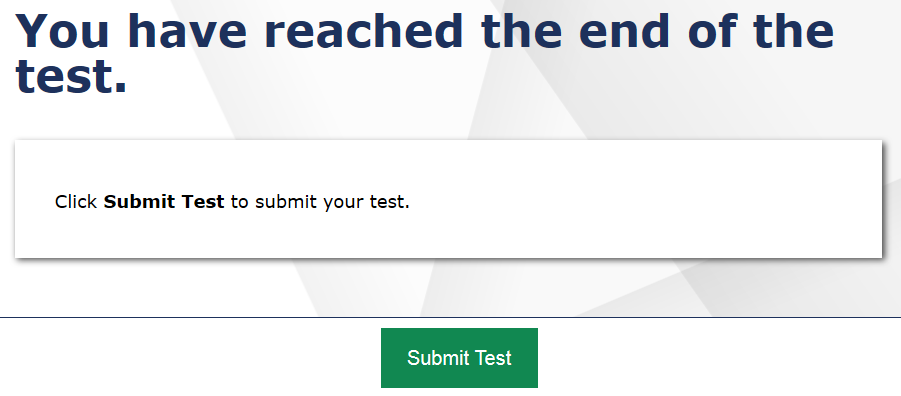 You have reached the end of the
test.
Click Submit Test to submit your test.
Submit Test